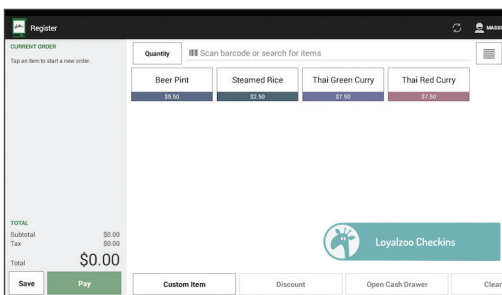 Register
MASSI
CURRENT ORDER
Tap an item to start a new order.
Quantity
Scan barcode or search for items
Beer Pint
$5.50
Steamed Rice
$2.50
Thai Green Curry
$7.50
Thai Red Curry
$7.50
TOTAL
Subtotal $0.00
Tax $0.00
Total $0.00
Loyalzoo Checkins
Save
Pay
Custom Item
Discount
Open Cash Drawer
Clear